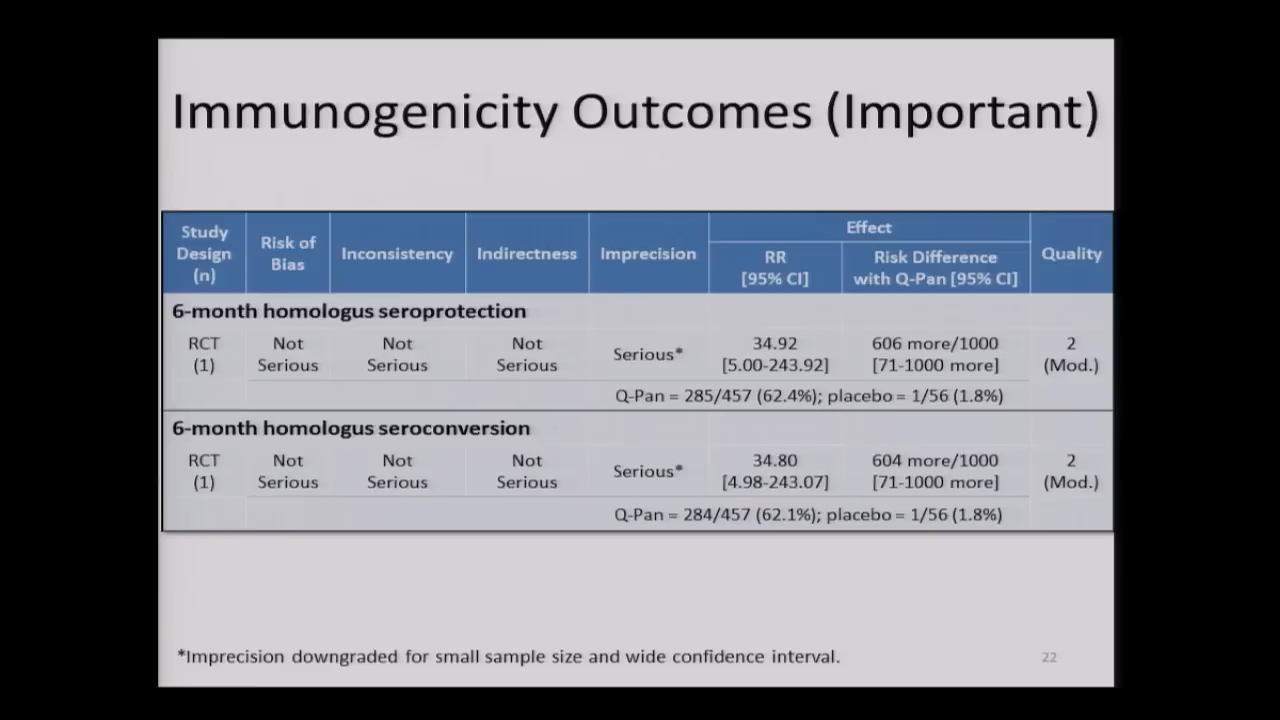 Immunogenicity Outcomes (Important)
Study Design (n) | Risk of Bias | Inconsistency | Indirectness | Imprecision | Effect | Quality
RR [95% CI] | Risk Difference with Q-Pan [95% CI]
6-month homologus seroprotection
RCT (1) | Not Serious | Not Serious | Not Serious | Serious* | 34.92 [5.00-243.92] | 606 more/1000 [71-1000 more] | 2 (Mod.)
Q-Pan = 285/457 (62.4%); placebo = 1/56 (1.8%)
6-month homologus seroconversion
RCT (1) | Not Serious | Not Serious | Not Serious | Serious* | 34.80 [4.98-243.07] | 604 more/1000 [71-1000 more] | 2 (Mod.)
Q-Pan = 284/457 (62.1%); placebo = 1/56 (1.8%)
*Imprecision downgraded for small sample size and wide confidence interval.
22